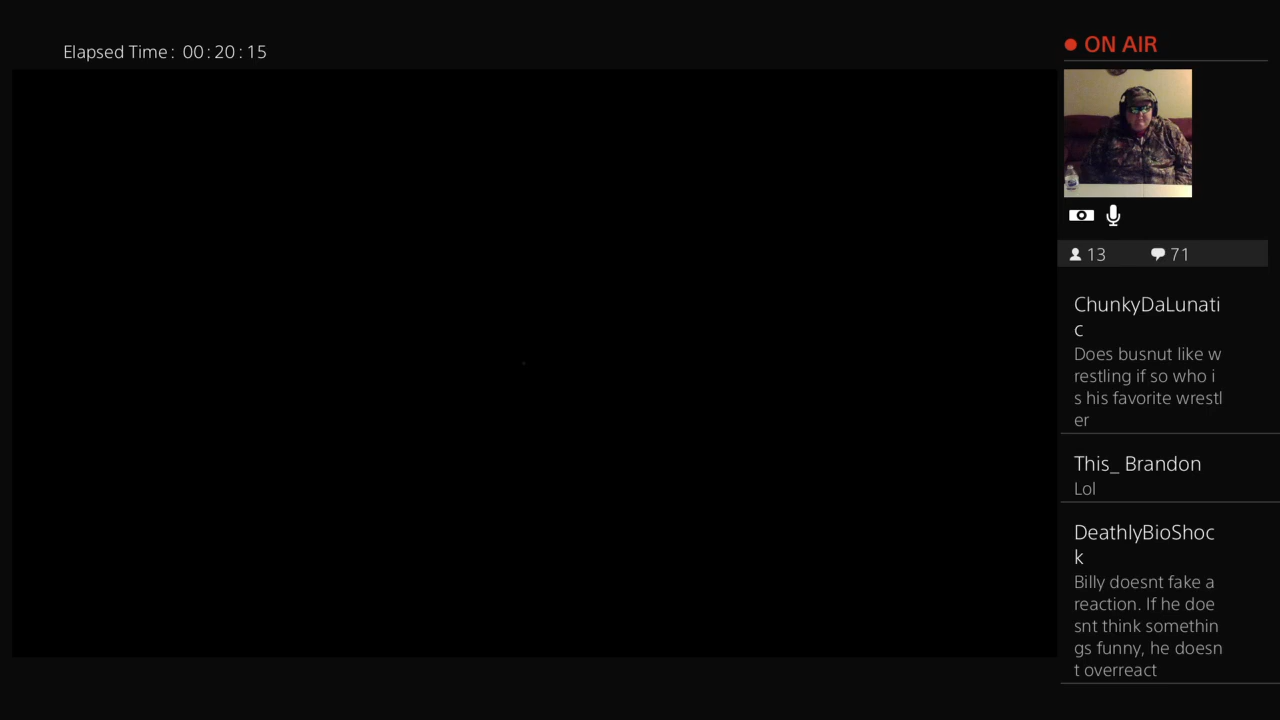 Elapsed Time: 00:20:15
ON AIR
13 71
ChunkyDaLunati
c
Does busnut like w
restling if so who i
s his favorite wrestl
er
This_ Brandon
Lol
DeathlyBioShoc
k
Billy doesnt fake a
reaction. If he doe
snt think somethin
gs funny, he doesn
t overreact